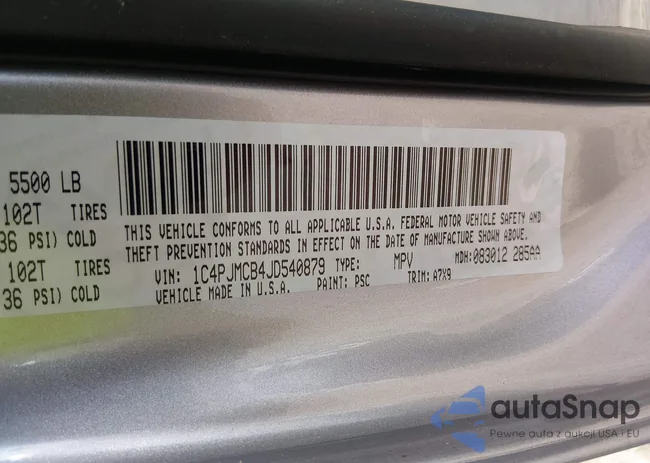 5500 LB
102T TIRES
36 PSI) COLD
102T TIRES
36 PSI) COLD
THIS VEHICLE CONFORMS TO ALL APPLICABLE U.S.A. FEDERAL MOTOR VEHICLE SAFETY AND
THEFT PREVENTION STANDARDS IN EFFECT ON THE DATE OF MANUFACTURE SHOWN ABOVE.
VIN: 1C4PJMCB4JD540879 TYPE: MPV MDH:083012 285AA
VEHICLE MADE IN U.S.A. PAINT: PSC TRIM: A7X9
autaSnap
Pewne auta z aukcji USA i EU